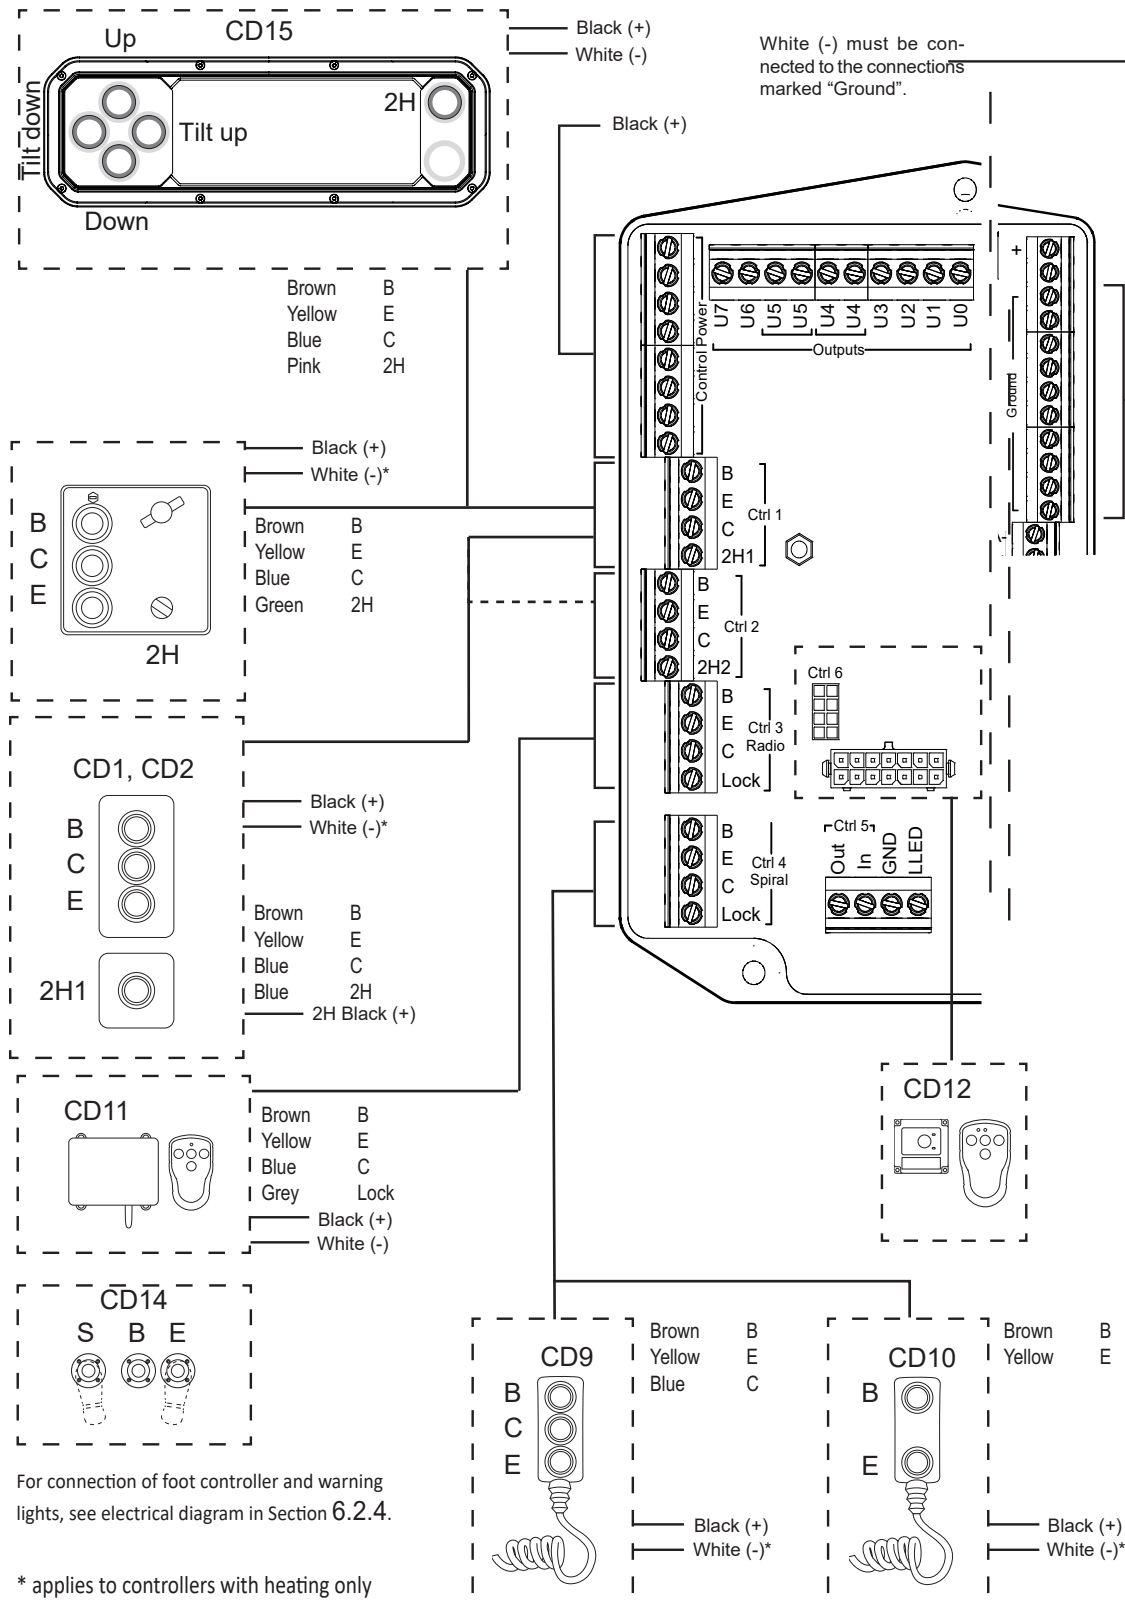 CD15
Up
Tilt down
Tilt up
2H
Down
Black (+)
White (-)
White (-) must be con-
nected to the connections
marked “Ground”.
Black (+)
Brown B
Yellow E
Blue C
Pink 2H
Control Power
U7 U6 U5 U5 U4 U4 U3 U2 U1 U0
Outputs
+
Ground
-
B
E
C
2H1
Ctrl 1
B
E
C
2H2
Ctrl 2
B
E
C
Lock
Ctrl 3
Radio
B
E
C
Lock
Ctrl 4
Spiral
Ctrl 6
Ctrl 5
Out In GND LLED
Black (+)
White (-)*
B
C
E
2H
Brown B
Yellow E
Blue C
Green 2H
CD1, CD2
B
C
E
2H1
Black (+)
White (-)*
Brown B
Yellow E
Blue C
Blue 2H
2H Black (+)
CD11
Brown B
Yellow E
Blue C
Grey Lock
Black (+)
White (-)
CD12
CD14
S B E
For connection of foot controller and warning
lights, see electrical diagram in Section 6.2.4.
* applies to controllers with heating only
CD9
B
C
E
Brown B
Yellow E
Blue C
Black (+)
White (-)*
CD10
B
E
Brown B
Yellow E
Black (+)
White (-)*